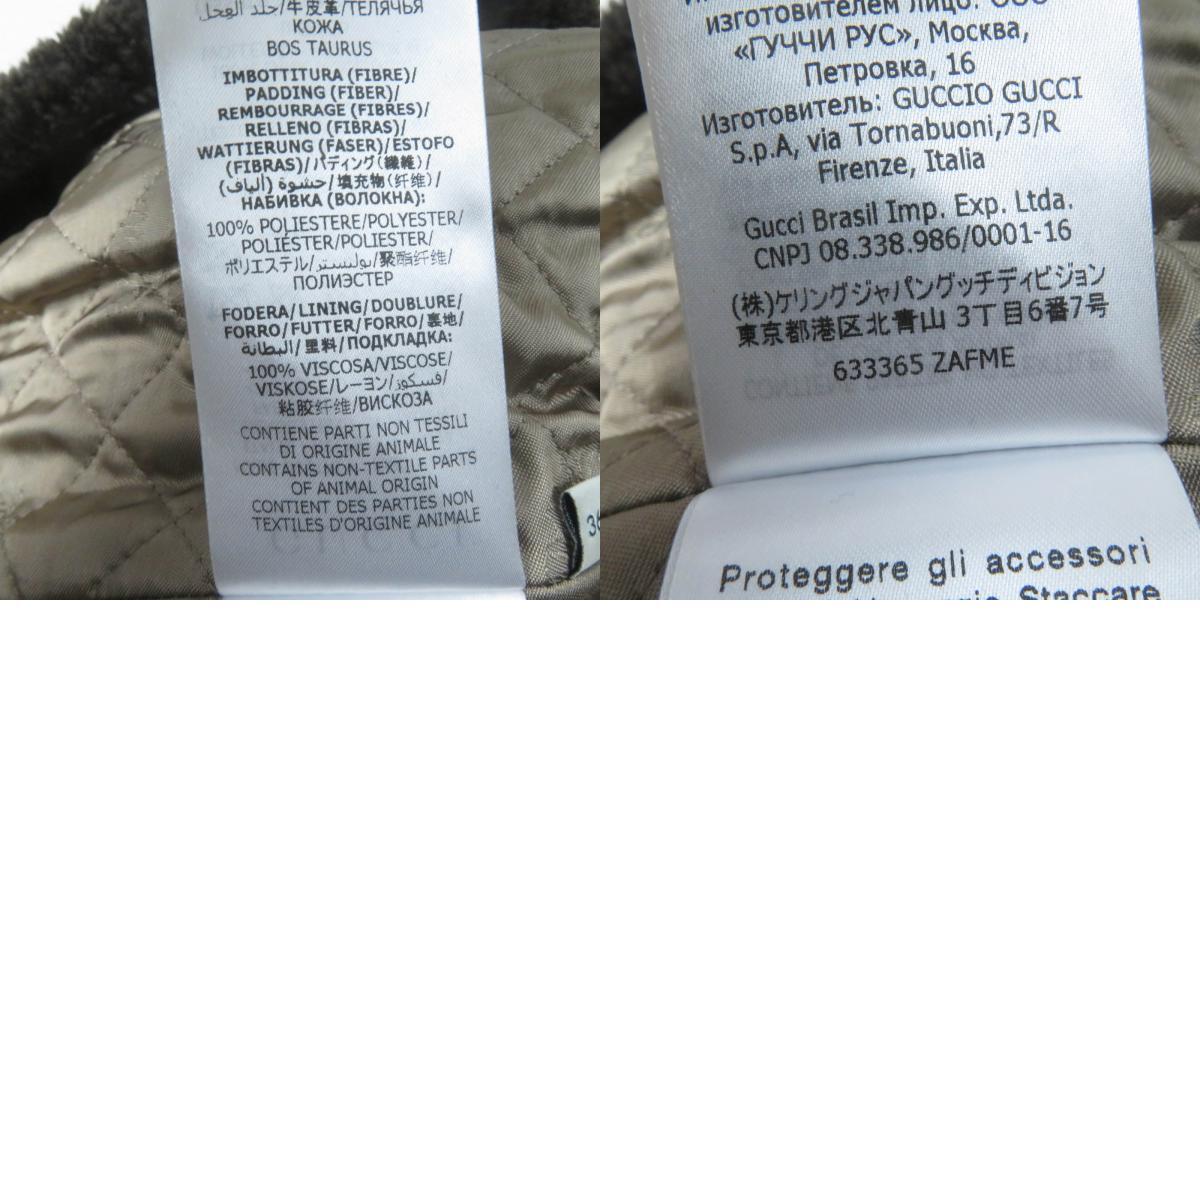 جلد العجل/牛皮革/ТЕЛЯЧЬЯ
КОЖА
BOS TAURUS
IMBOTTITURA (FIBRE)/
PADDING (FIBER)/
REMBOURRAGE (FIBRES)/
RELLENO (FIBRAS)/
WATTIERUNG (FASER)/ESTOFO
(FIBRAS)/パディング(繊維)/
حشوة (ألياف)/填充物(纤维)/
НАБИВКА (ВОЛОКНА):
100% POLIESTERE/POLYESTER/
POLIÉSTER/POLIESTER/
ポリエステル/بوليستر/聚酯纤维/
ПОЛИЭСТЕР
FODERA/LINING/DOUBLURE/
FORRO/FUTTER/FORRO/裏地/
البطانة/里料/ПОДКЛАДКА:
100% VISCOSA/VISCOSE/
VISKOSE/レーヨン/فسكوز/
粘胶纤维/ВИСКОЗА
CONTIENE PARTI NON TESSILI
DI ORIGINE ANIMALE
CONTAINS NON-TEXTILE PARTS
OF ANIMAL ORIGIN
CONTIENT DES PARTIES NON
TEXTILES D'ORIGINE ANIMALE
изготовителем лицо: ООО
«ГУЧЧИ РУС», Москва,
Петровка, 16
Изготовитель: GUCCIO GUCCI
S.p.A, via Tornabuoni,73/R
Firenze, Italia
Gucci Brasil Imp. Exp. Ltda.
CNPJ 08.338.986/0001-16
(株)ケリングジャパングッチディビジョン
東京都港区北青山 3丁目6番7号
633365 ZAFME
Proteggere gli accessori
Staccare